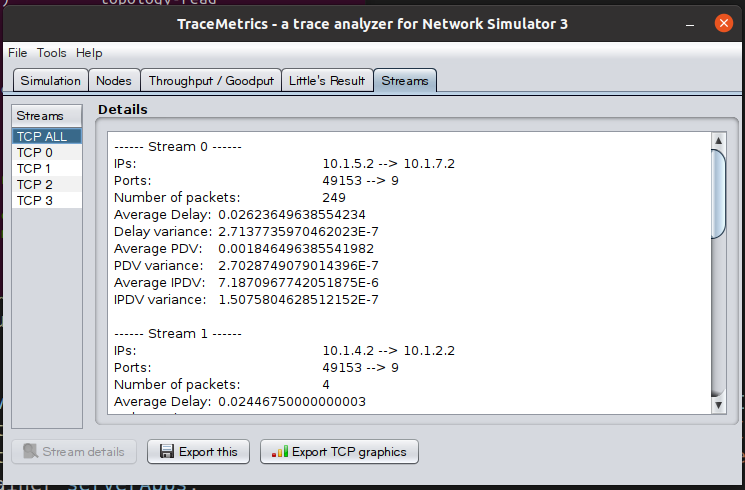 topology-read
TraceMetrics - a trace analyzer for Network Simulator 3
File Tools Help
Simulation Nodes Throughput / Goodput Little's Result Streams
Streams
TCP ALL
TCP 0
TCP 1
TCP 2
TCP 3
Details
------ Stream 0 ------
IPs: 10.1.5.2 --> 10.1.7.2
Ports: 49153 --> 9
Number of packets: 249
Average Delay: 0.02623649638554234
Delay variance: 2.7137735970462023E-7
Average PDV: 0.001846496385541982
PDV variance: 2.7028749079014396E-7
Average IPDV: 7.1870967742051875E-6
IPDV variance: 1.5075804628512152E-7
------ Stream 1 ------
IPs: 10.1.4.2 --> 10.1.2.2
Ports: 49153 --> 9
Number of packets: 4
Average Delay: 0.02446750000000003
Stream details Export this Export TCP graphics
serverApps.